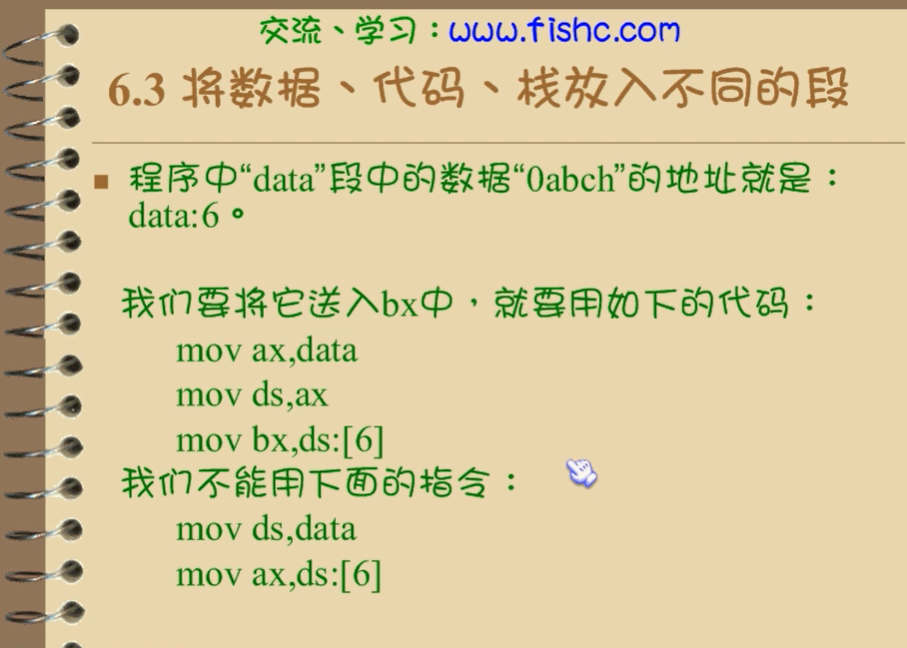 交流、学习：www.fishc.com
6.3 将数据、代码、栈放入不同的段
程序中“data”段中的数据“0abch”的地址就是：
data:6。
我们要将它送入bx中，就要用如下的代码：
mov ax,data
mov ds,ax
mov bx,ds:[6]
我们不能用下面的指令：
mov ds,data
mov ax,ds:[6]